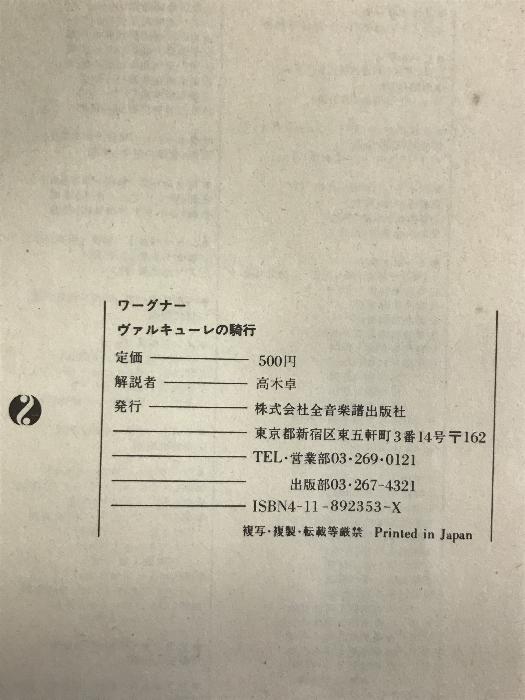 ワーグナー
ヴァルキューレの騎行
定価 500円
解説者 高木卓
発行 株式会社全音楽譜出版社
東京都新宿区東五軒町3番14号〒162
TEL・営業部03・269・0121
出版部03・267-4321
ISBN4-11-892353-X
複写・複製・転載等厳禁 Printed in Japan